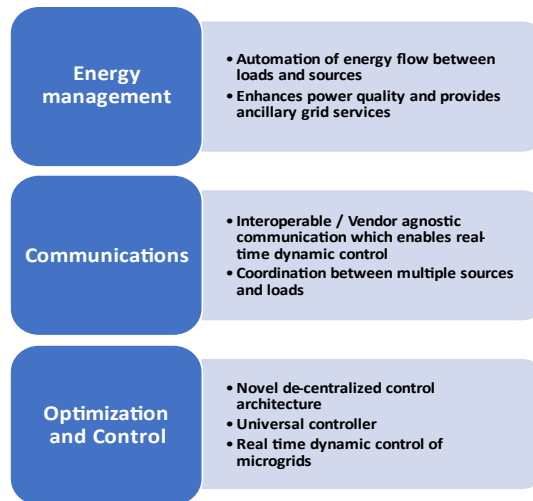 Energy
management
• Automation of energy flow between
loads and sources
• Enhances power quality and provides
ancillary grid services
Communications
• Interoperable / Vendor agnostic
communication which enables real-
time dynamic control
• Coordination between multiple sources
and loads
Optimization
and Control
• Novel de-centralized control
architecture
• Universal controller
• Real time dynamic control of
microgrids